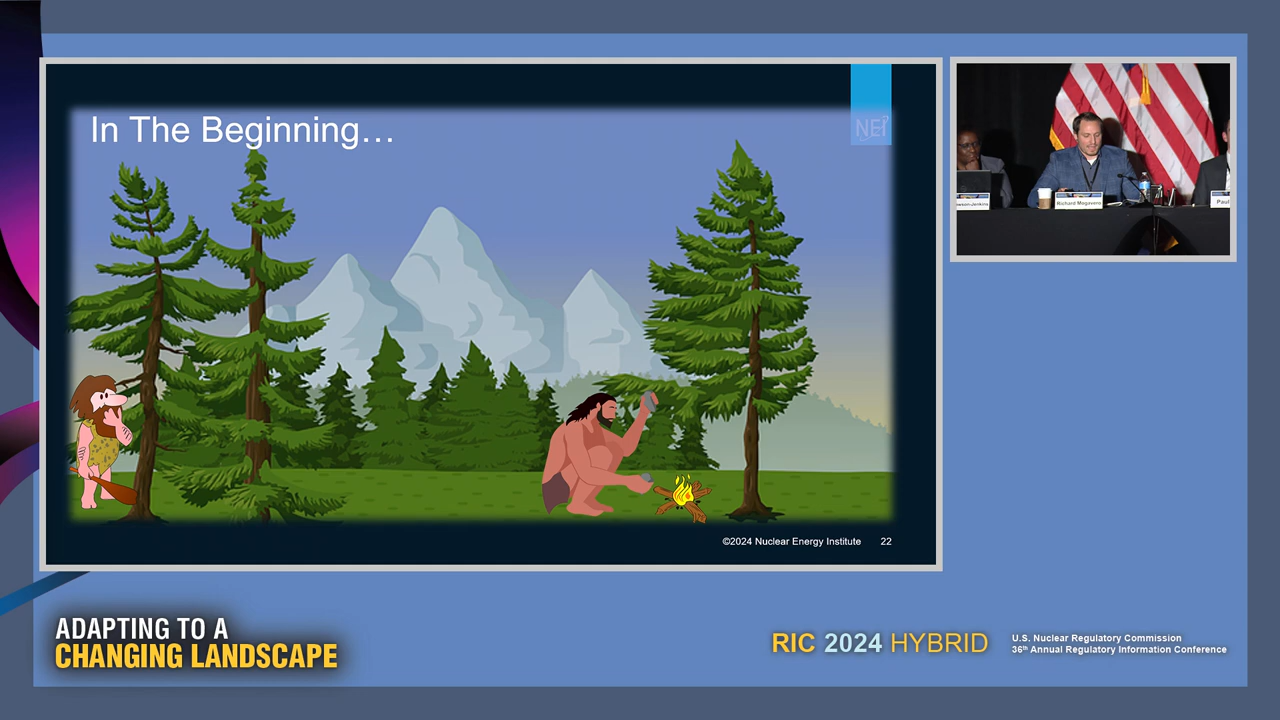 In The Beginning…
NEI
©2024 Nuclear Energy Institute 22
Richard Mogavero
Paul
ADAPTING TO A
CHANGING LANDSCAPE
RIC 2024 HYBRID
U.S. Nuclear Regulatory Commission
36th Annual Regulatory Information Conference